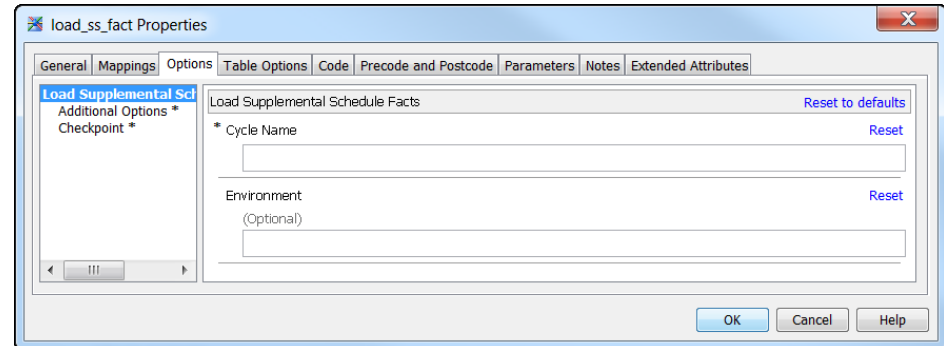 load_ss_fact Properties
X
General Mappings Options Table Options Code Precode and Postcode Parameters Notes Extended Attributes
Load Supplemental Sch
Additional Options *
Checkpoint *
Load Supplemental Schedule Facts Reset to defaults
* Cycle Name Reset
Environment Reset
(Optional)
OK Cancel Help